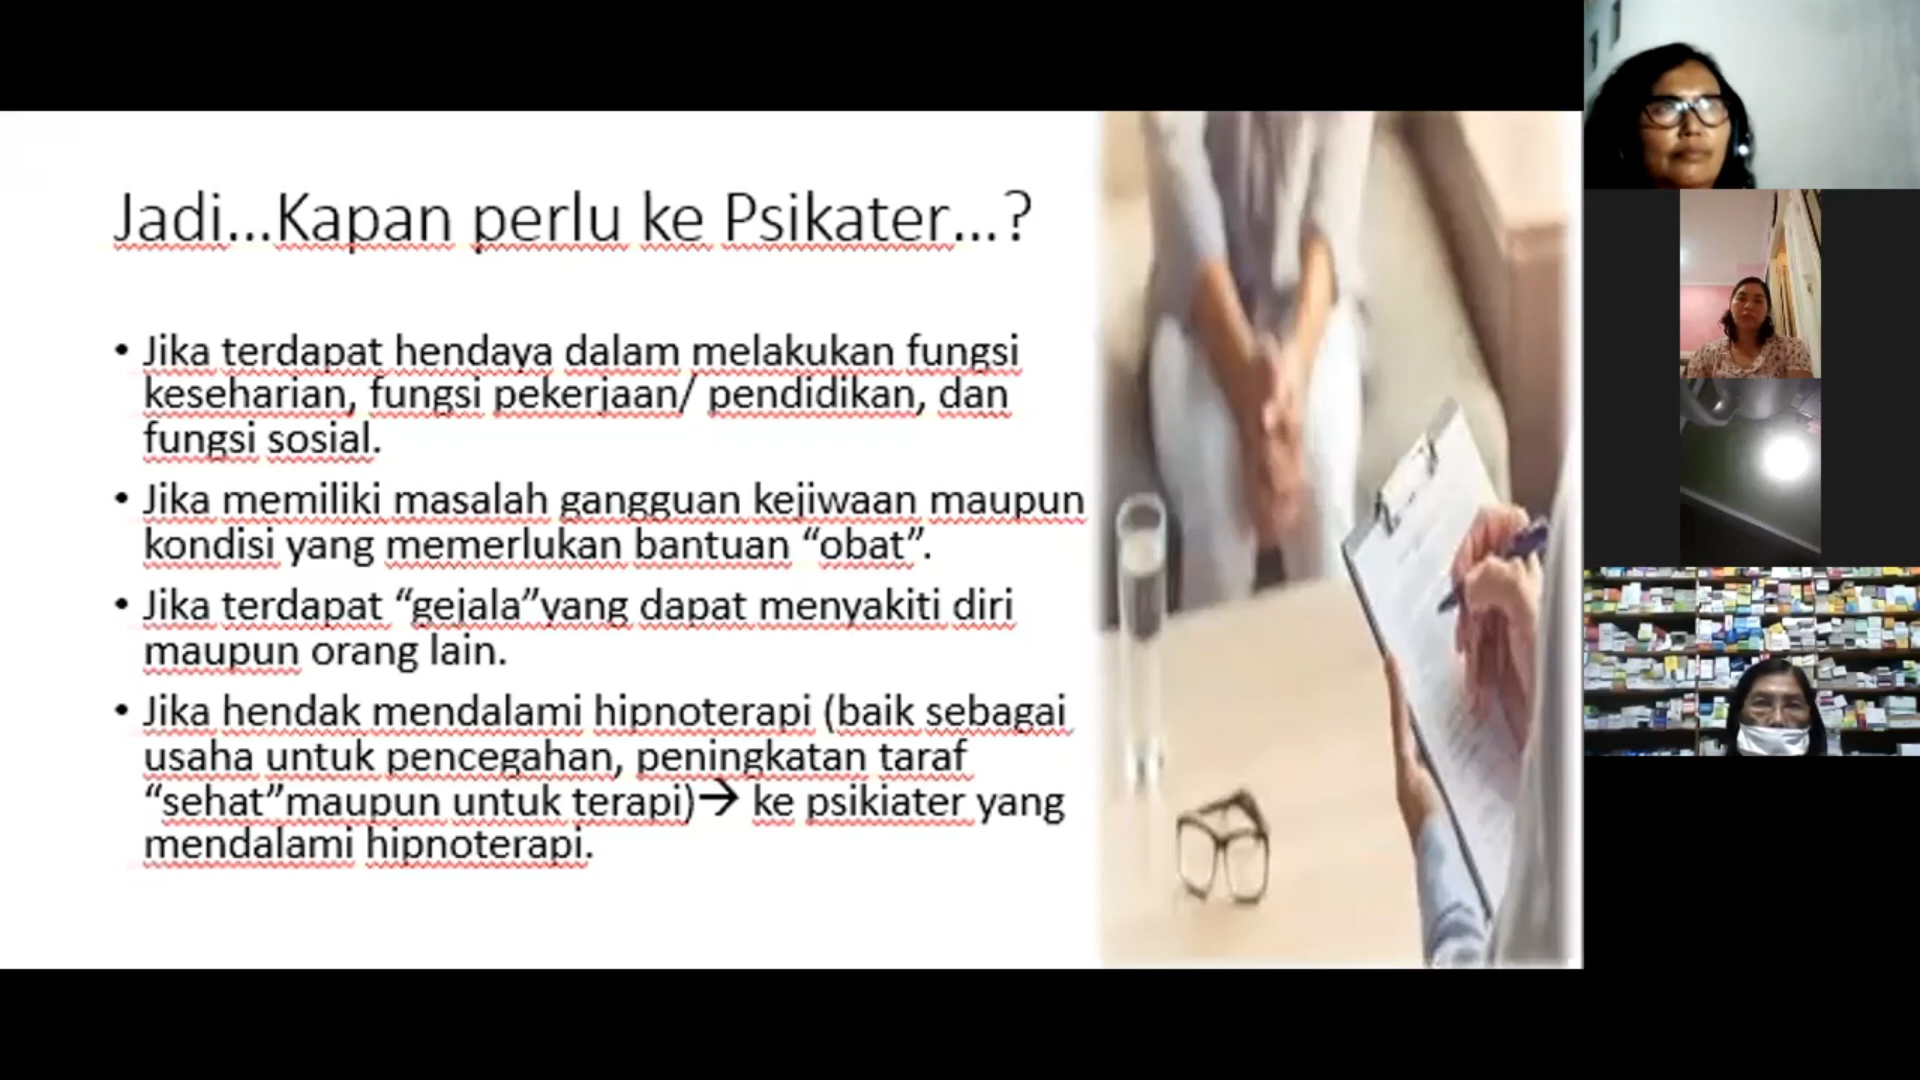 Jadi...Kapan perlu ke Psikater...?
• Jika terdapat hendaya dalam melakukan fungsi
keseharian, fungsi pekerjaan/ pendidikan, dan
fungsi sosial.
• Jika memiliki masalah gangguan kejiwaan maupun
kondisi yang memerlukan bantuan “obat”.
• Jika terdapat “gejala”yang dapat menyakiti diri
maupun orang lain.
• Jika hendak mendalami hipnoterapi (baik sebagai
usaha untuk pencegahan, peningkatan taraf
“sehat”maupun untuk terapi)→ ke psikiater yang
mendalami hipnoterapi.